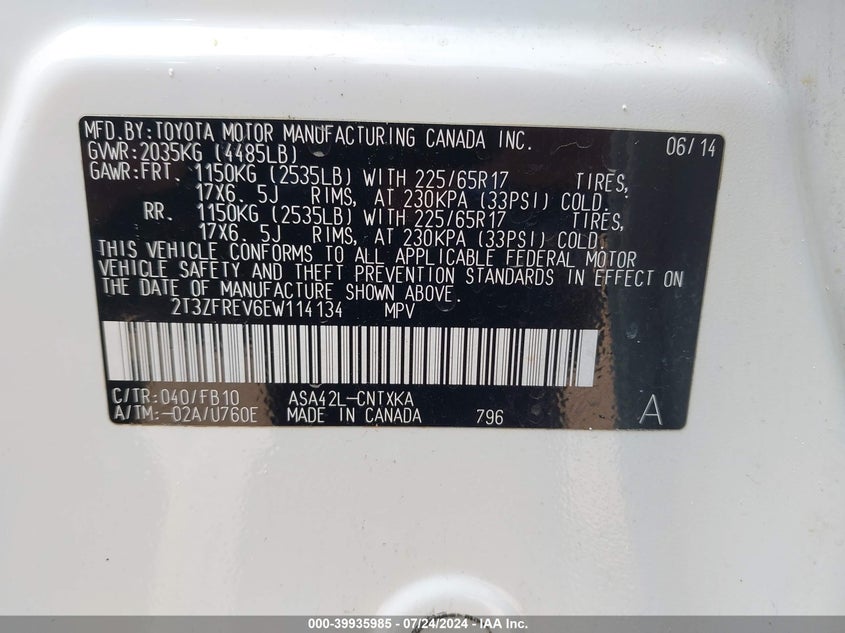 MFD. BY: TOYOTA MOTOR MANUFACTURING CANADA INC. 06/14
GVWR: 2035KG (4485LB)
GAWR: FRT. 1150KG (2535LB) WITH 225/65R17 TIRES,
17X6. 5J RIMS, AT 230KPA (33PSI) COLD.
RR. 1150KG (2535LB) WITH 225/65R17 TIRES,
17X6. 5J RIMS, AT 230KPA (33PSI) COLD.
THIS VEHICLE CONFORMS TO ALL APPLICABLE FEDERAL MOTOR
VEHICLE SAFETY AND THEFT PREVENTION STANDARDS IN EFFECT ON
THE DATE OF MANUFACTURE SHOWN ABOVE.
2T3ZFREV6EW114134 MPV
C/TR: 040/FB10 ASA42L-CNTXKA
A/TM: -02A/U760E MADE IN CANADA 796 A
000-39935985 - 07/24/2024 - IAA Inc.